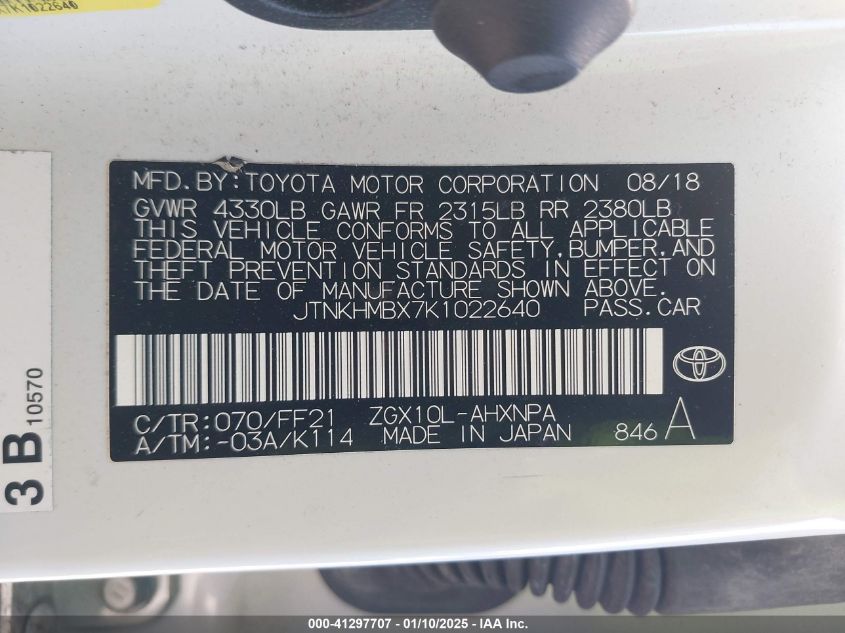 K1022640
MFD.BY:TOYOTA MOTOR CORPORATION 08/18
GVWR 4330LB GAWR FR 2315LB RR 2380LB
THIS VEHICLE CONFORMS TO ALL APPLICABLE
FEDERAL MOTOR VEHICLE SAFETY,BUMPER,AND
THEFT PREVENTION STANDARDS IN EFFECT ON
THE DATE OF MANUFACTURE SHOWN ABOVE.
JTNKHMBX7K1022640 PASS.CAR
C/TR:070/FF21 ZGX10L-AHXNPA
A/TM:-03A/K114 MADE IN JAPAN 846 A
3 B 10570
000-41297707 - 01/10/2025 - IAA Inc.